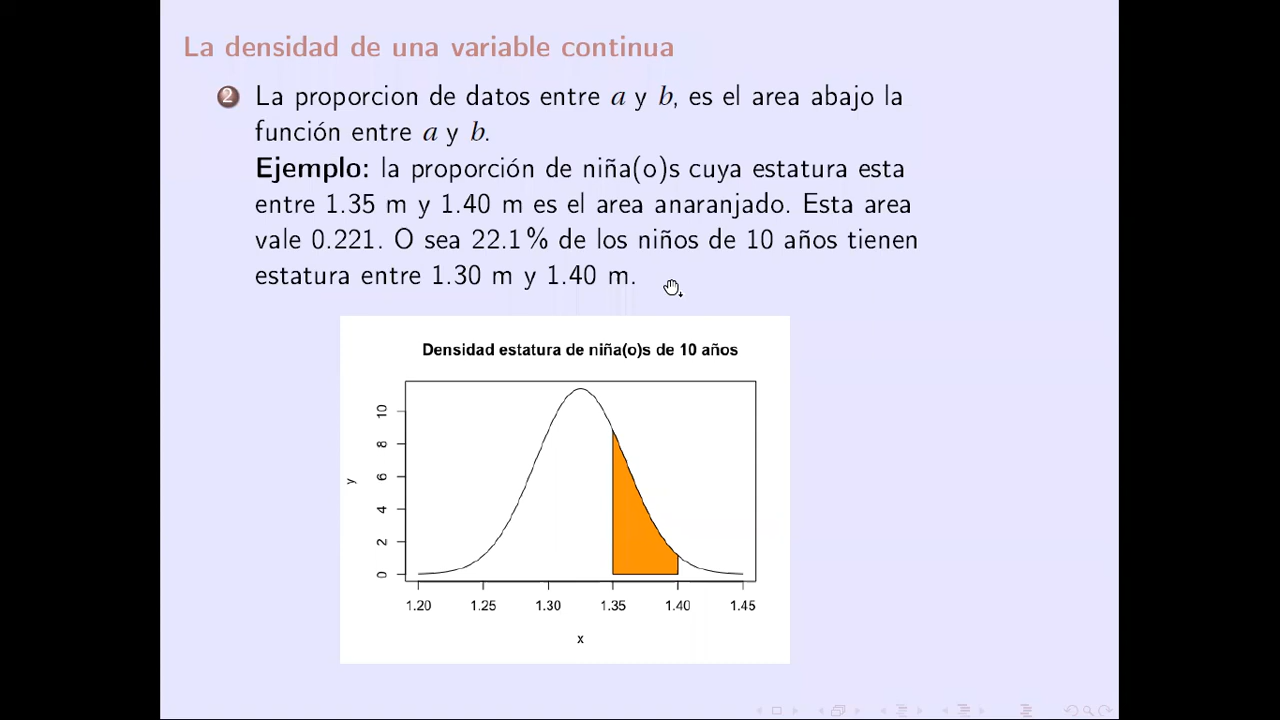 La densidad de una variable continua
2 La proporcion de datos entre a y b, es el area abajo la
función entre a y b.
Ejemplo: la proporción de niña(o)s cuya estatura esta
entre 1.35 m y 1.40 m es el area anaranjado. Esta area
vale 0.221. O sea 22.1% de los niños de 10 años tienen
estatura entre 1.30 m y 1.40 m.
Densidad estatura de niña(o)s de 10 años
10
8
6
y
4
2
0
1.20 1.25 1.30 1.35 1.40 1.45
x